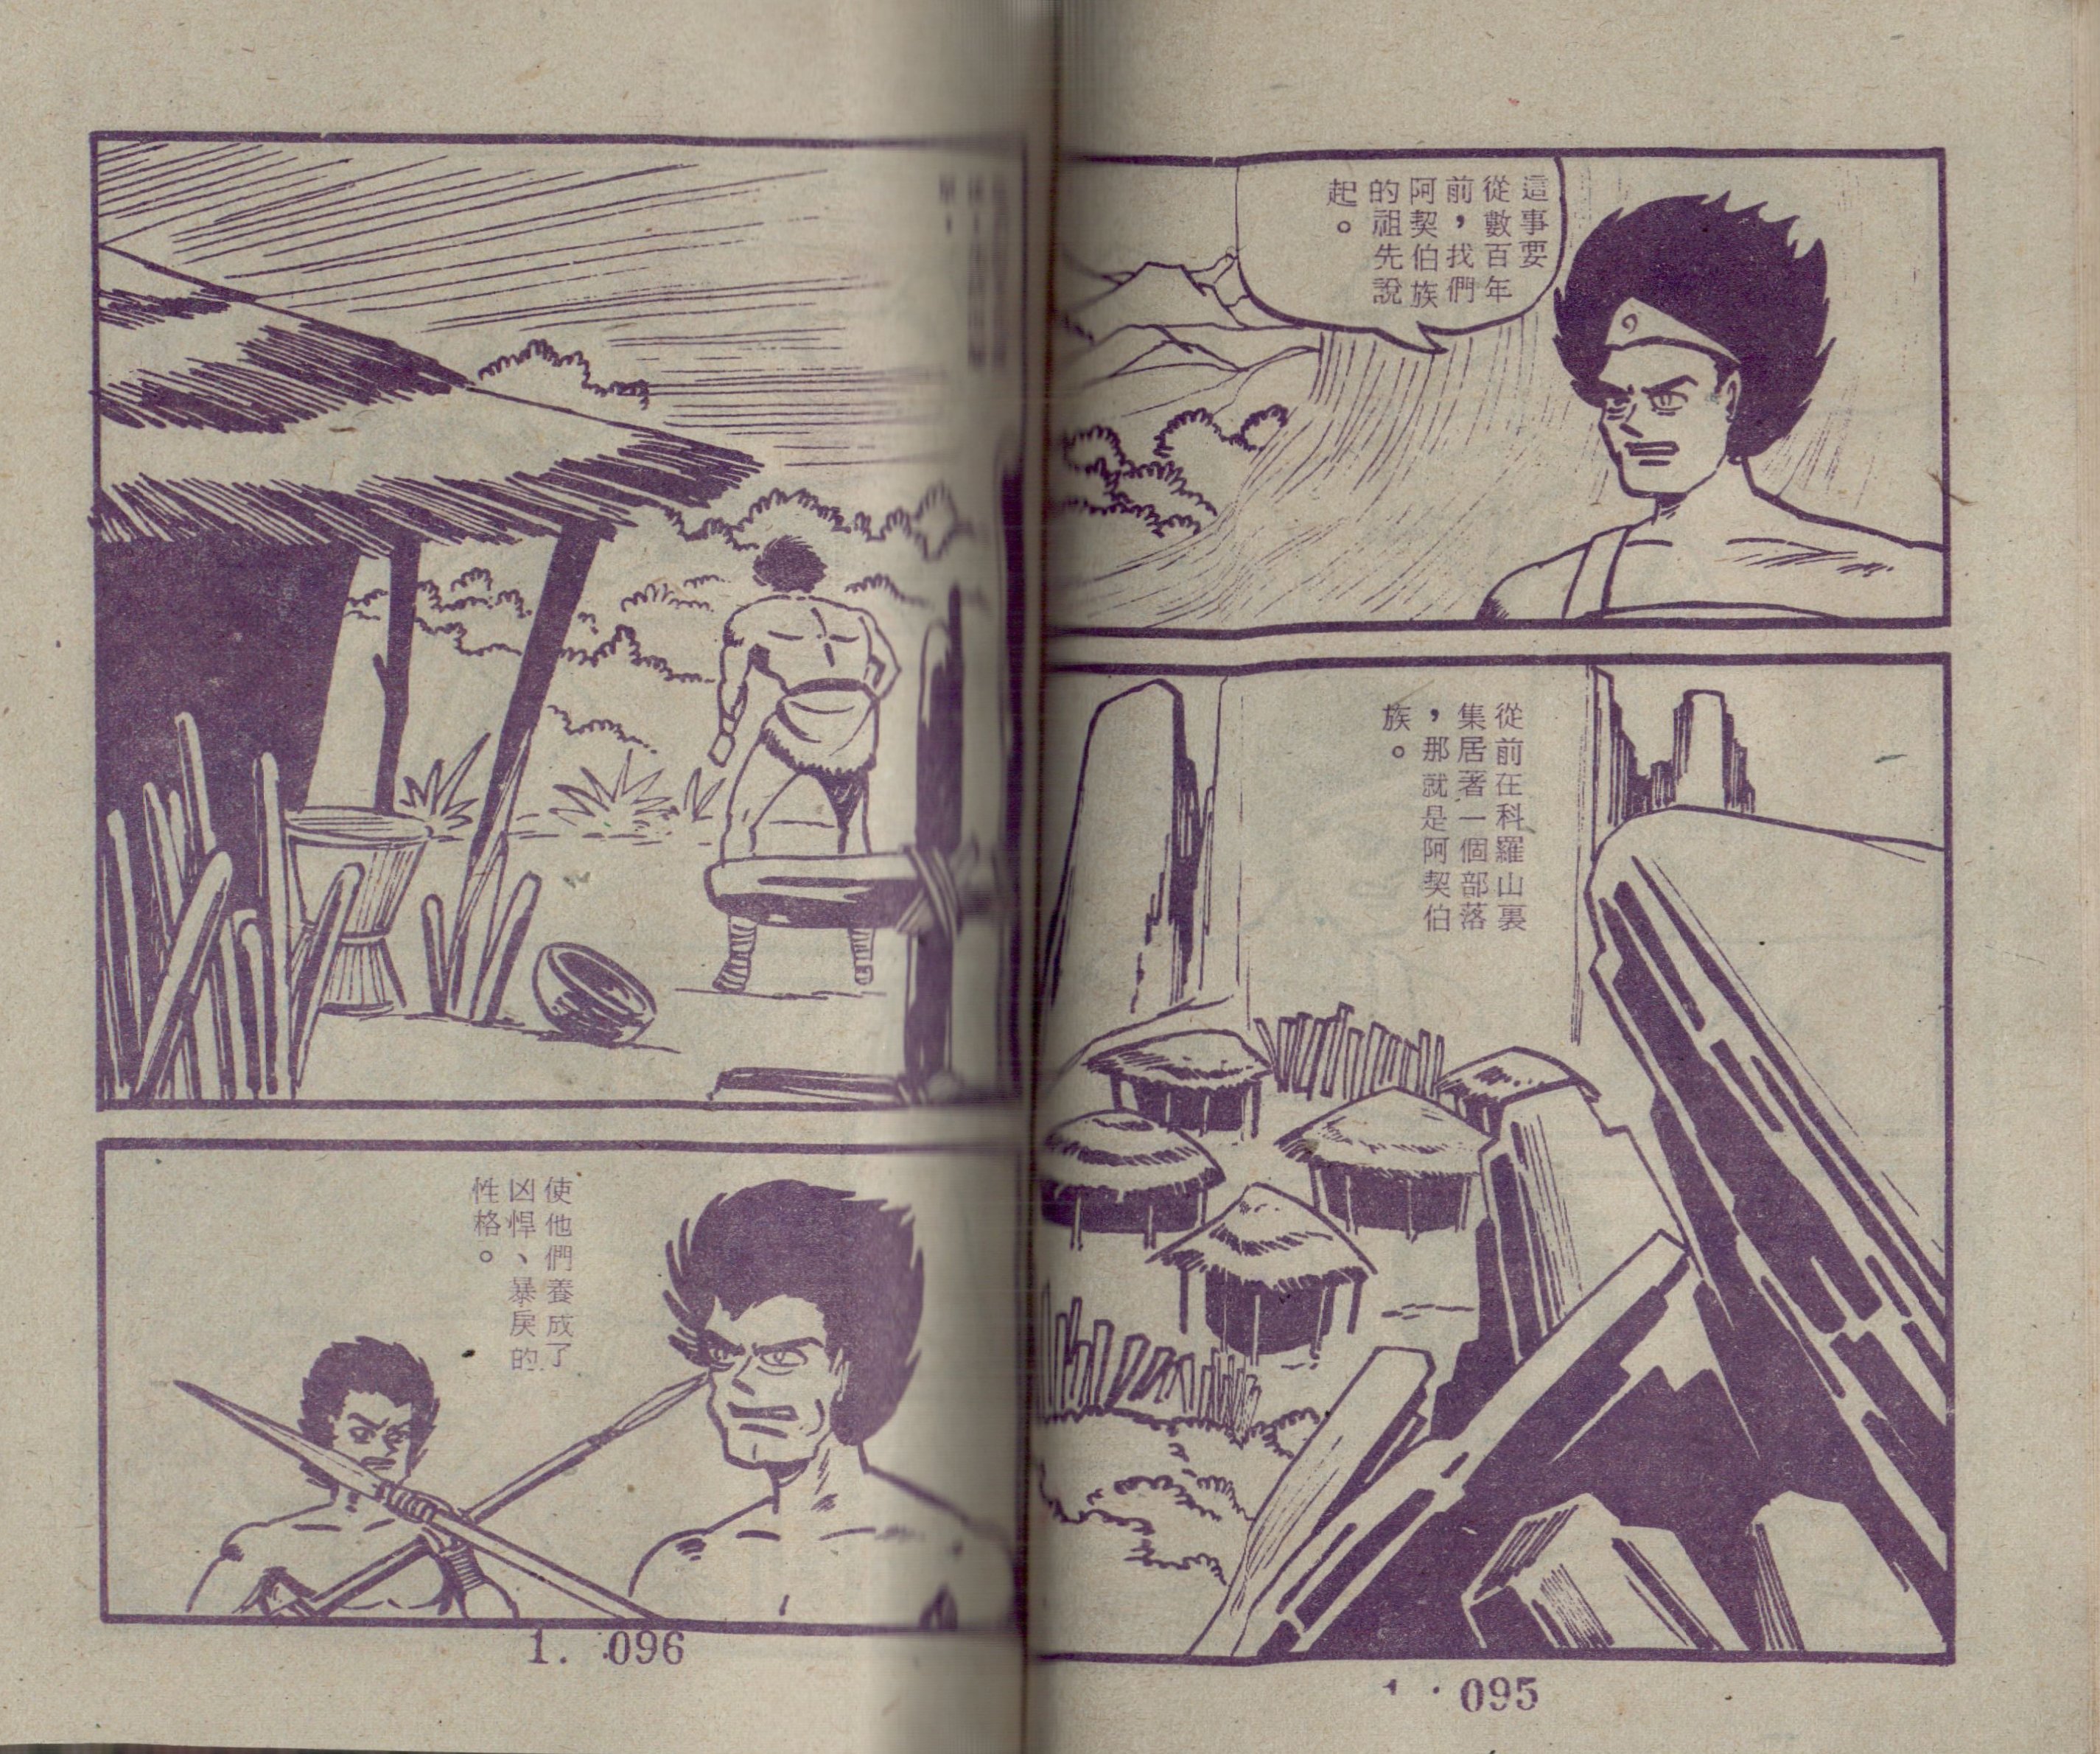 這事要
從數百年
前，找們
阿契伯族
的祖先說
起。
從前在科羅山裏
集居著一個部落
，那就是阿契伯
族。
1.095
使他們養成了
凶悍、暴戾的
性格。
1.096